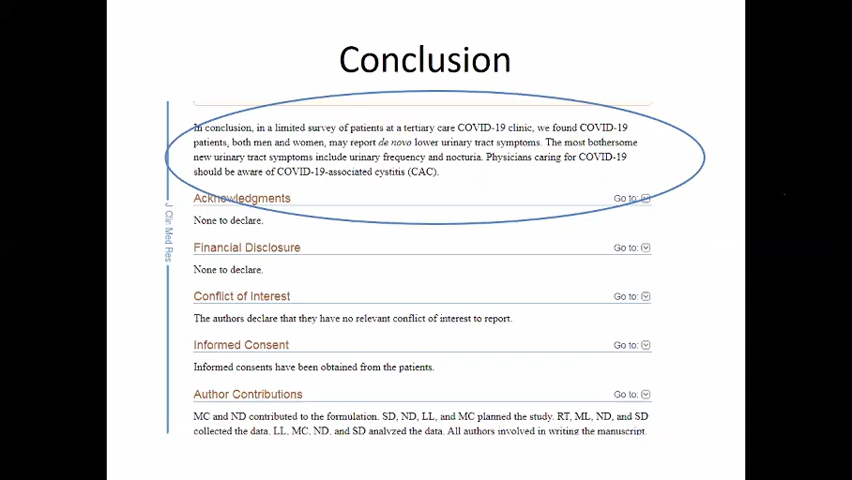 Conclusion
In conclusion, in a limited survey of patients at a tertiary care COVID-19 clinic, we found COVID-19
patients, both men and women, may report de novo lower urinary tract symptoms. The most bothersome
new urinary tract symptoms include urinary frequency and nocturia. Physicians caring for COVID-19
should be aware of COVID-19-associated cystitis (CAC).
Acknowledgments Go to:
None to declare.
J Clin Med Res
Financial Disclosure Go to:
None to declare.
Conflict of Interest Go to:
The authors declare that they have no relevant conflict of interest to report.
Informed Consent Go to:
Informed consents have been obtained from the patients.
Author Contributions Go to:
MC and ND contributed to the formulation. SD, ND, LL, and MC planned the study. RT, ML, ND, and SD
collected the data. LL, MC, ND, and SD analyzed the data. All authors involved in writing the manuscript.